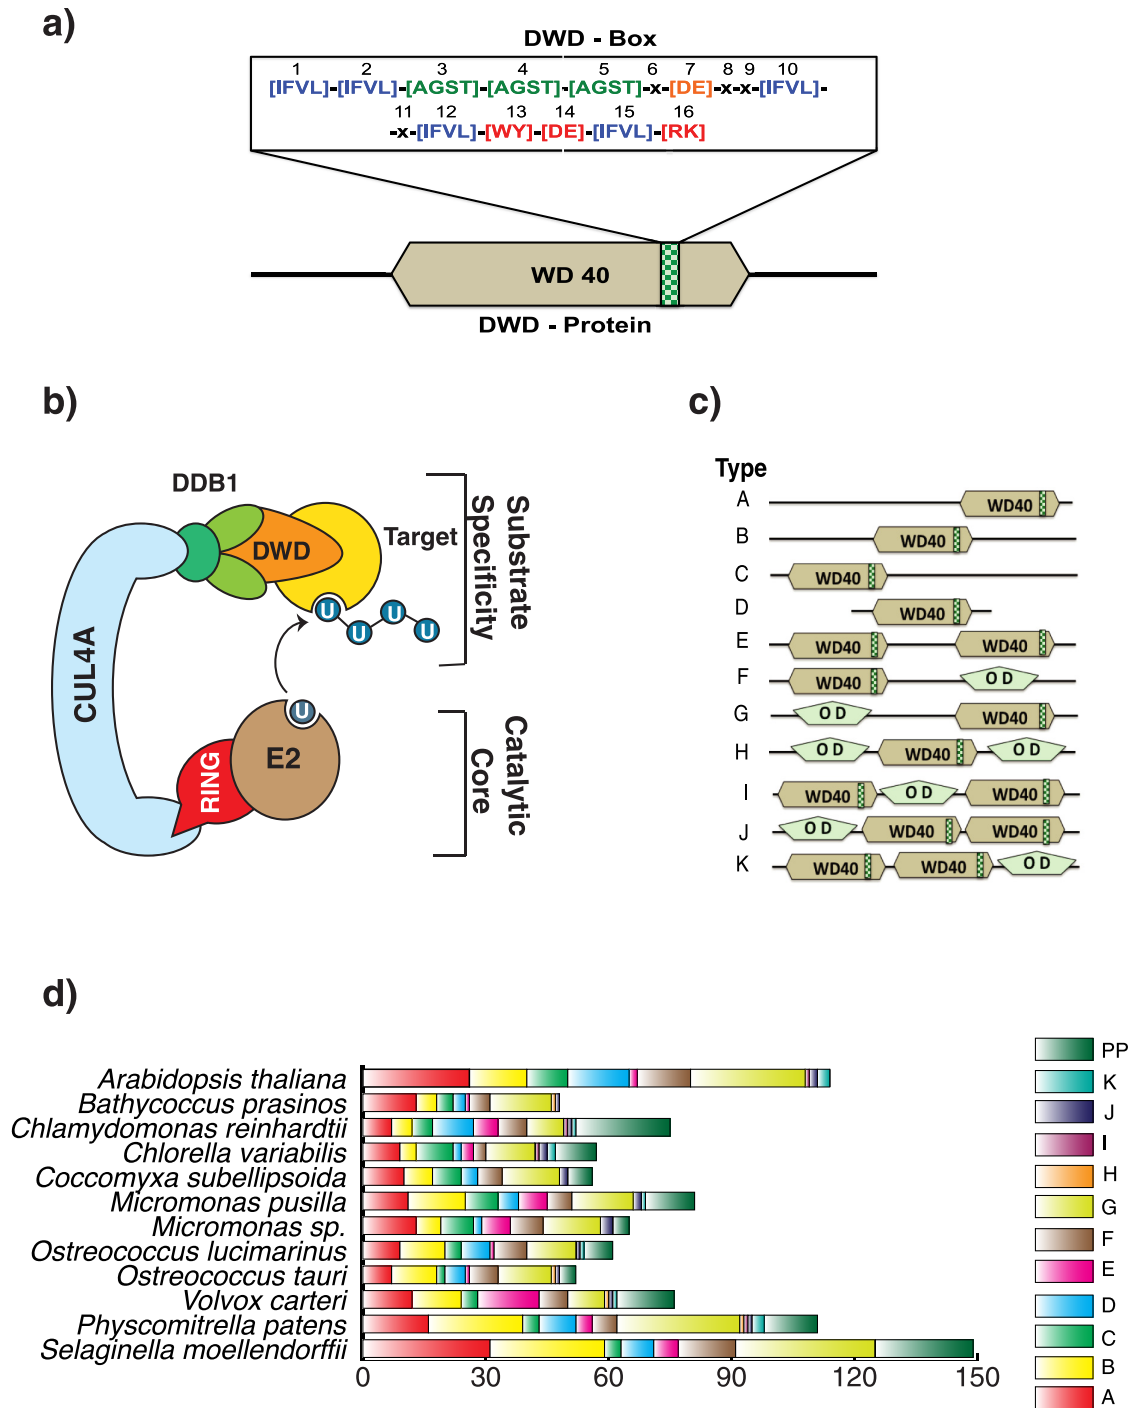 a)
DWD - Box
1 2 3 4 5 6 7 8 9 10
[IFVL]-[IFVL]-[AGST]-[AGST]-[AGST]-x-[DE]-x-x-[IFVL]-
11 12 13 14 15 16
-x-[IFVL]-[WY]-[DE]-[IFVL]-[RK]
WD 40
DWD - Protein
b)
DDB1
DWD
Target
Substrate
Specificity
U
U U U U
CUL4A
RING
E2
Catalytic
Core
c)
Type
A WD40
B WD40
C WD40
D WD40
E WD40 WD40
F WD40 O D
G O D WD40
H O D WD40 O D
I WD40 O D WD40
J O D WD40 WD40
K WD40 WD40 O D
d)
Arabidopsis thaliana
Bathycoccus prasinos
Chlamydomonas reinhardtii
Chlorella variabilis
Coccomyxa subellipsoida
Micromonas pusilla
Micromonas sp.
Ostreococcus lucimarinus
Ostreococcus tauri
Volvox carteri
Physcomitrella patens
Selaginella moellendorffii
0 30 60 90 120 150
PP
K
J
I
H
G
F
E
D
C
B
A